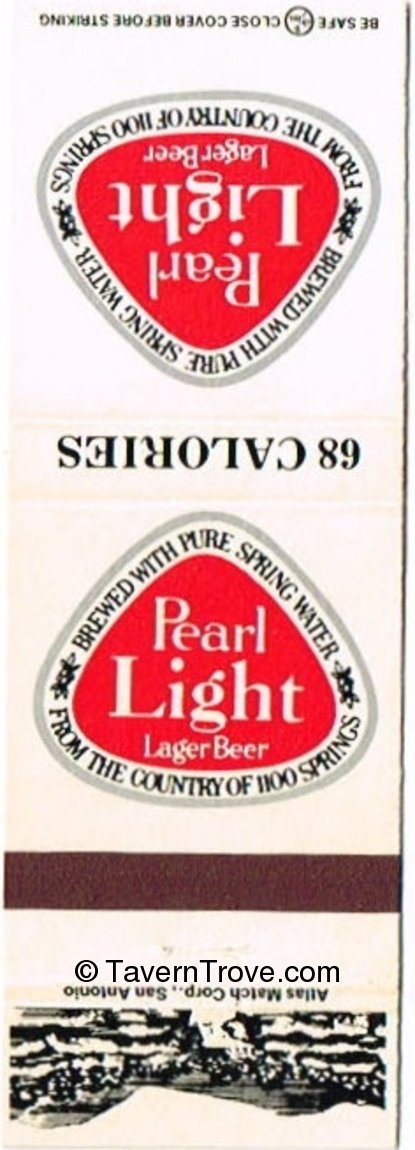 BE SAFE CLOSE COVER BEFORE STRIKING
FROM THE COUNTRY OF 1100 SPRINGS
Lager Beer
Light
Pearl
BREWED WITH PURE SPRING WATER
68 CALORIES
BREWED WITH PURE SPRING WATER
Pearl
Light
Lager Beer
FROM THE COUNTRY OF 1100 SPRINGS
© TavernTrove.com
Atlas Match Corp., San Antonio